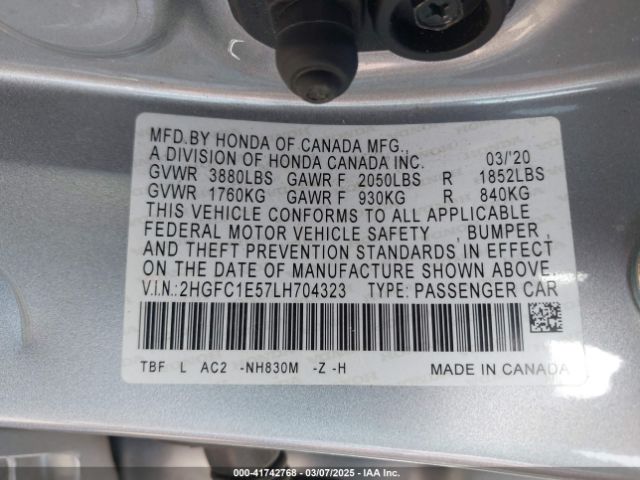 MFD.BY HONDA OF CANADA MFG.,
A DIVISION OF HONDA CANADA INC. 03/'20
GVWR 3880LBS GAWR F 2050LBS R 1852LBS
GVWR 1760KG GAWR F 930KG R 840KG
THIS VEHICLE CONFORMS TO ALL APPLICABLE
FEDERAL MOTOR VEHICLE SAFETY , BUMPER ,
AND THEFT PREVENTION STANDARDS IN EFFECT
ON THE DATE OF MANUFACTURE SHOWN ABOVE.
V.I.N.:2HGFC1E57LH704323 TYPE: PASSENGER CAR
TBF L AC2 -NH830M -Z -H MADE IN CANADA
000-41742768 - 03/07/2025 - IAA Inc.